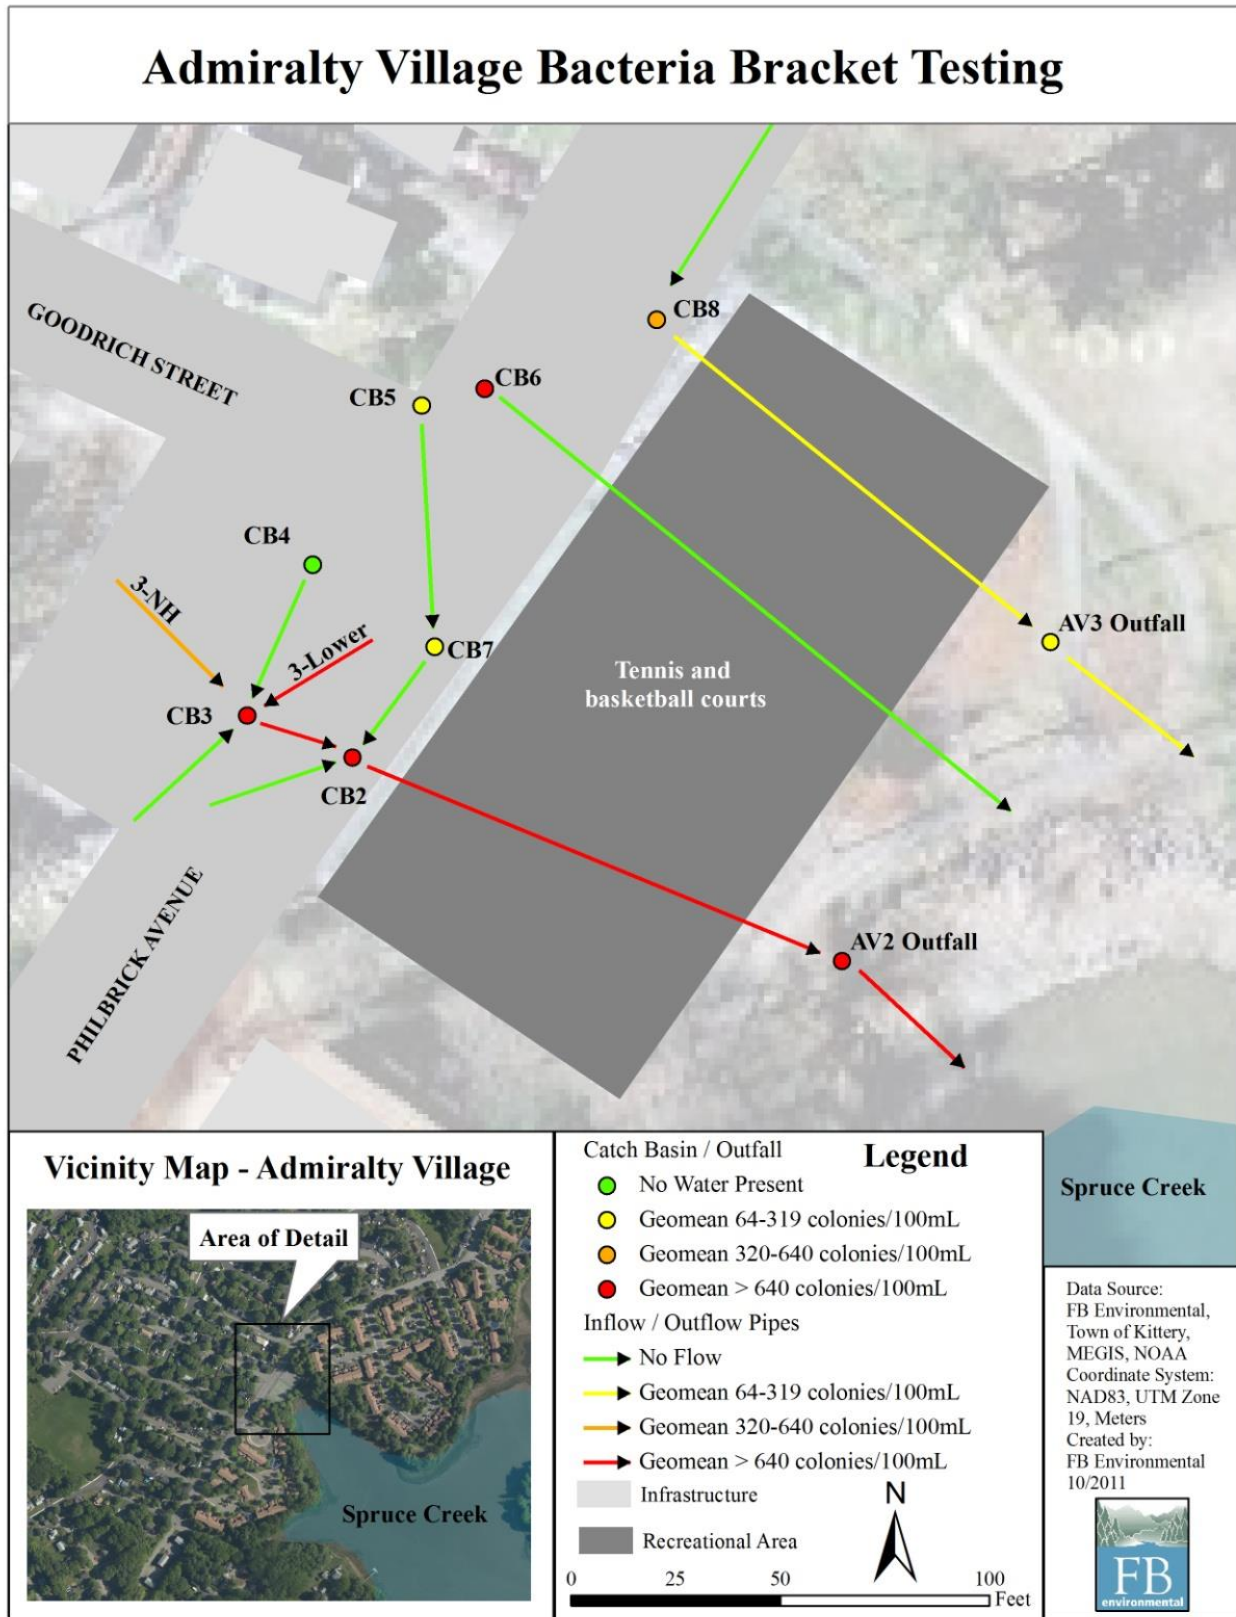 Admiralty Village Bacteria Bracket Testing
GOODRICH STREET
CB8
CB6
CB5
CB4
3-NH
3-Lower
CB7
CB3
CB2
Tennis and
basketball courts
AV3 Outfall
AV2 Outfall
PHILBRICK AVENUE
Vicinity Map - Admiralty Village
Area of Detail
Spruce Creek
Legend
Catch Basin / Outfall
No Water Present
Geomean 64-319 colonies/100mL
Geomean 320-640 colonies/100mL
Geomean > 640 colonies/100mL
Inflow / Outflow Pipes
No Flow
Geomean 64-319 colonies/100mL
Geomean 320-640 colonies/100mL
Geomean > 640 colonies/100mL
Infrastructure
Recreational Area
N
0 25 50 100
Feet
Spruce Creek
Data Source:
FB Environmental,
Town of Kittery,
MEGIS, NOAA
Coordinate System:
NAD83, UTM Zone
19, Meters
Created by:
FB Environmental
10/2011
FB
environmental